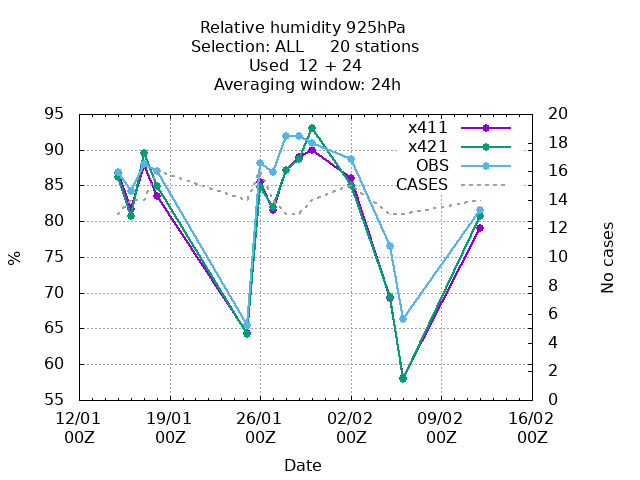 Relative humidity 925hPa
Selection: ALL     20 stations
Used  12 + 24
Averaging window: 24h
95
90
85
80
75
70
65
60
55
%
20
18
16
14
12
10
8
6
4
2
0
No cases
x411
x421
OBS
CASES
12/01 19/01 26/01 02/02 09/02 16/02
00Z 00Z 00Z 00Z 00Z 00Z
Date